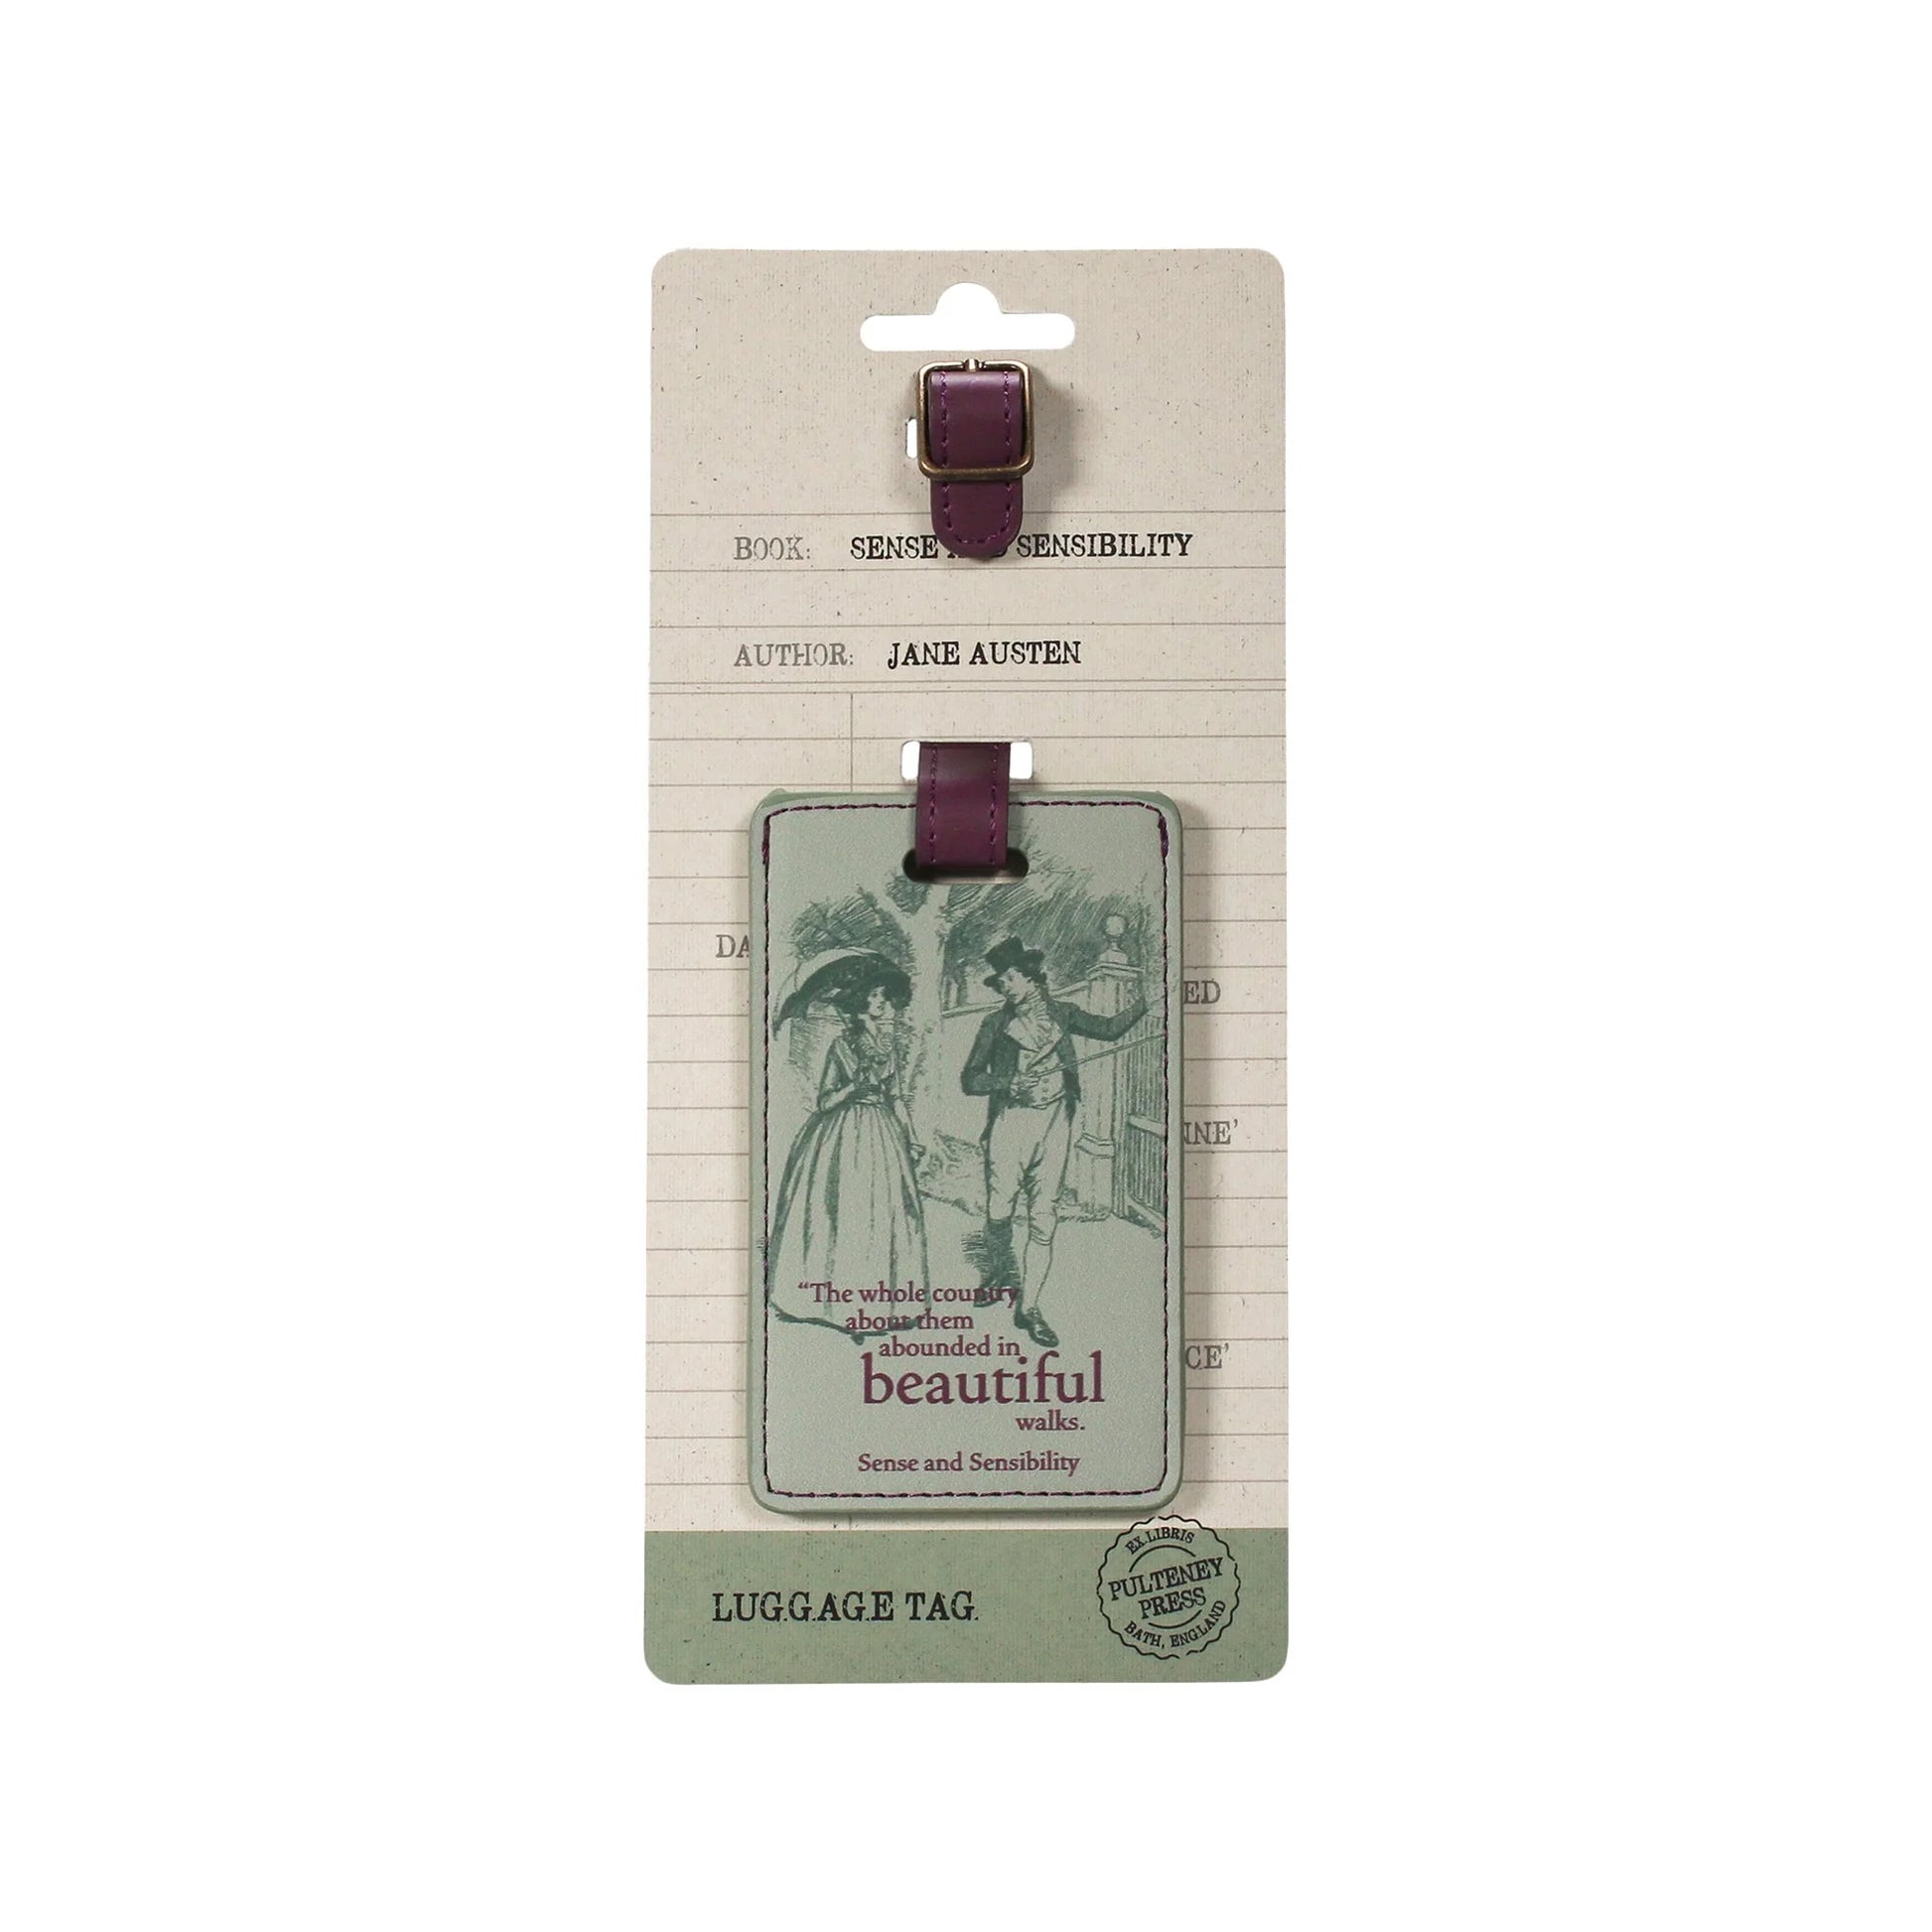 BOOK: SENSE SENSIBILITY
AUTHOR: JANE AUSTEN
“The whole country
about them
abounded in
beautiful
walks.
Sense and Sensibility
LUGGAGE TAG
EX LIBRIS
PULTENEY
PRESS
BATH, ENGLAND